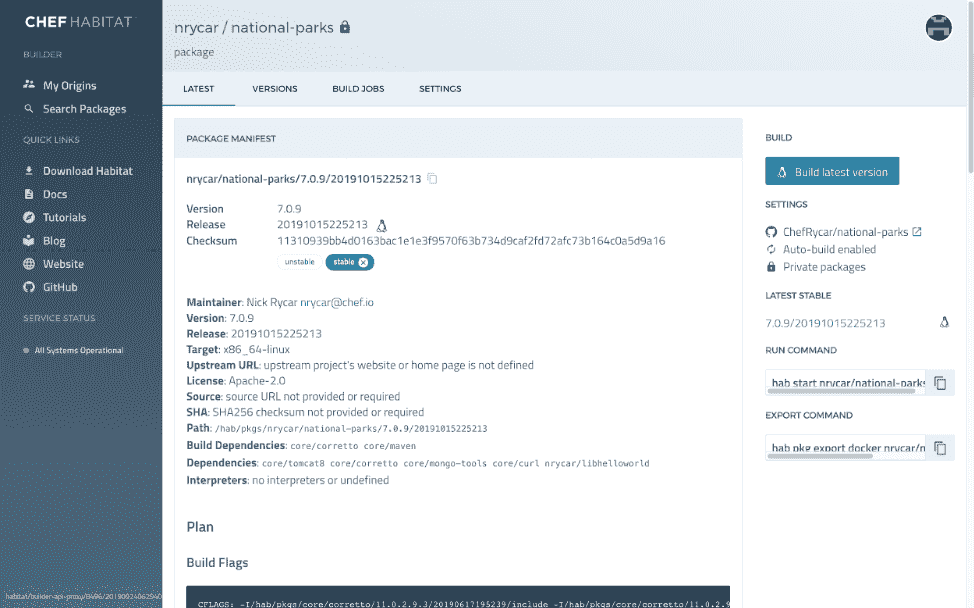 CHEF HABITAT
BUILDER
My Origins
Search Packages
QUICK LINKS
Download Habitat
Docs
Tutorials
Blog
Website
GitHub
SERVICE STATUS
All Systems Operational
nrycar / national-parks
package
LATEST VERSIONS BUILD JOBS SETTINGS
PACKAGE MANIFEST
nrycar/national-parks/7.0.9/20191015225213
Version 7.0.9
Release 20191015225213
Checksum 11310939bb4d0163bac1e1e3f9570f63b734d9caf2fd72afc73b164c0a5d9a16
unstable stable
Maintainer: Nick Rycar nrycar@chef.io
Version: 7.0.9
Release: 20191015225213
Target: x86_64-linux
Upstream URL: upstream project's website or home page is not defined
License: Apache-2.0
Source: source URL not provided or required
SHA: SHA256 checksum not provided or required
Path: /hab/pkgs/nrycar/national-parks/7.0.9/20191015225213
Build Dependencies: core/corretto core/maven
Dependencies: core/tomcat8 core/corretto core/mongo-tools core/curl nrycar/libhelloworld
Interpreters: no interpreters or undefined
Plan
Build Flags
CFLAGS: -I/hab/pkgs/core/corretto/11.0.2.9.3/20190617195239/include -I/hab/pkgs/core/corretto/11.0.2.9
BUILD
Build latest version
SETTINGS
ChefRycar/national-parks
Auto-build enabled
Private packages
LATEST STABLE
7.0.9/20191015225213
RUN COMMAND
hab start nrycar/national-parks
EXPORT COMMAND
hab pkg export docker nrycar/n